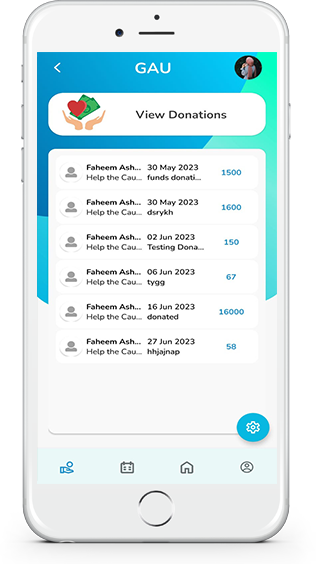 GAU
View Donations
Faheem Ash... 30 May 2023
Help the Cau... funds donati... 1500
Faheem Ash... 30 May 2023
Help the Cau... dsrykh 1600
Faheem Ash... 02 Jun 2023
Help the Cau... Testing Dona... 150
Faheem Ash... 06 Jun 2023
Help the Cau... tygg 67
Faheem Ash... 16 Jun 2023
Help the Cau... donated 16000
Faheem Ash... 27 Jun 2023
Help the Cau... hhjajnap 58